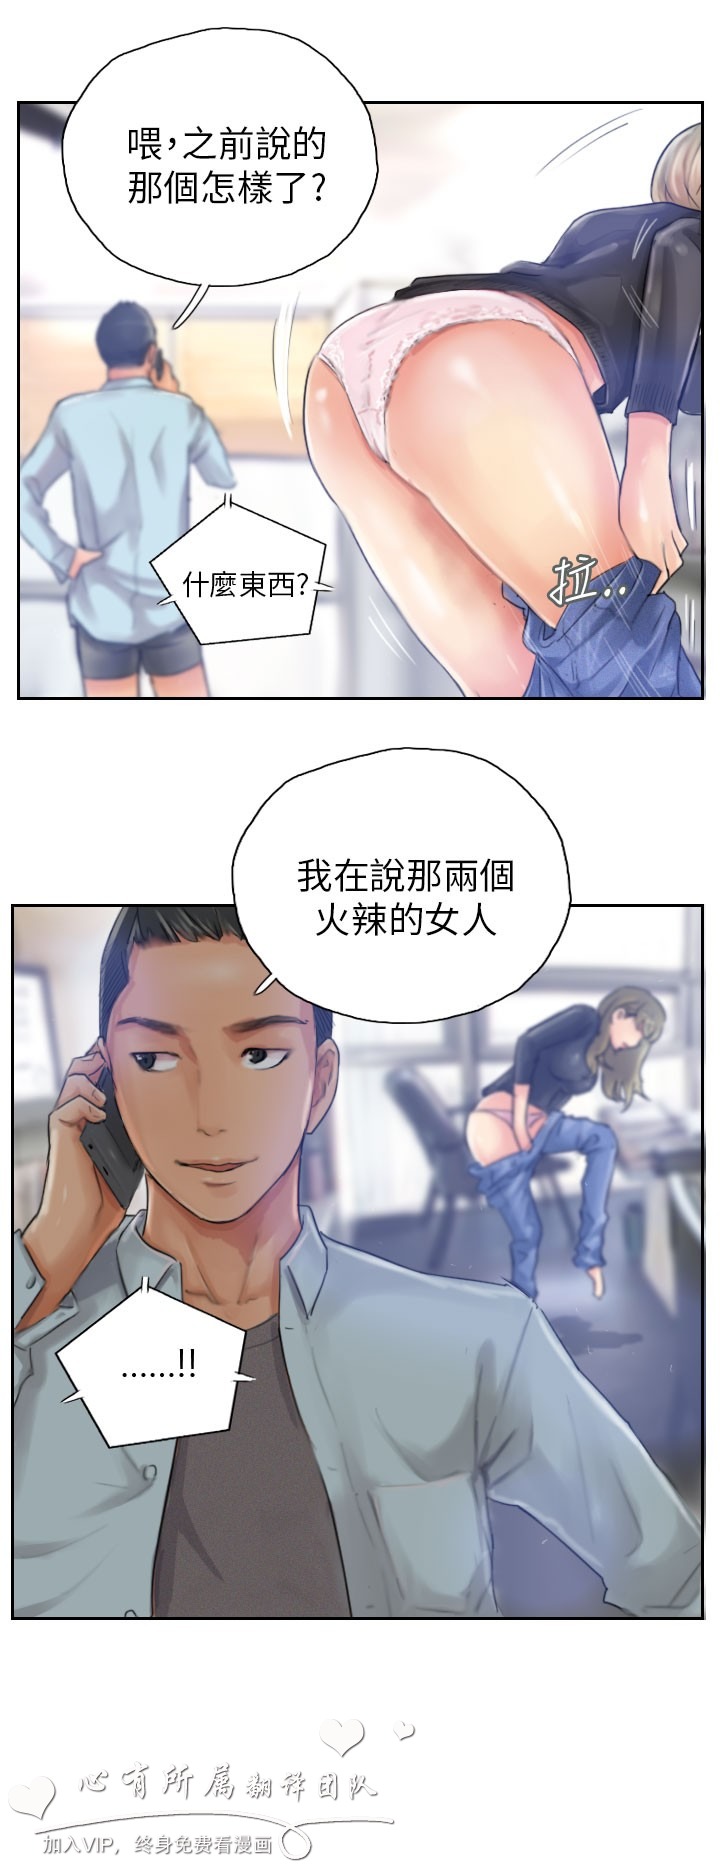 喂，之前說的
那個怎樣了？
什麼東西？
拉..
我在說那兩個
火辣的女人
.......!!
心有所属翻译团队
加入VIP，终身免费看漫画